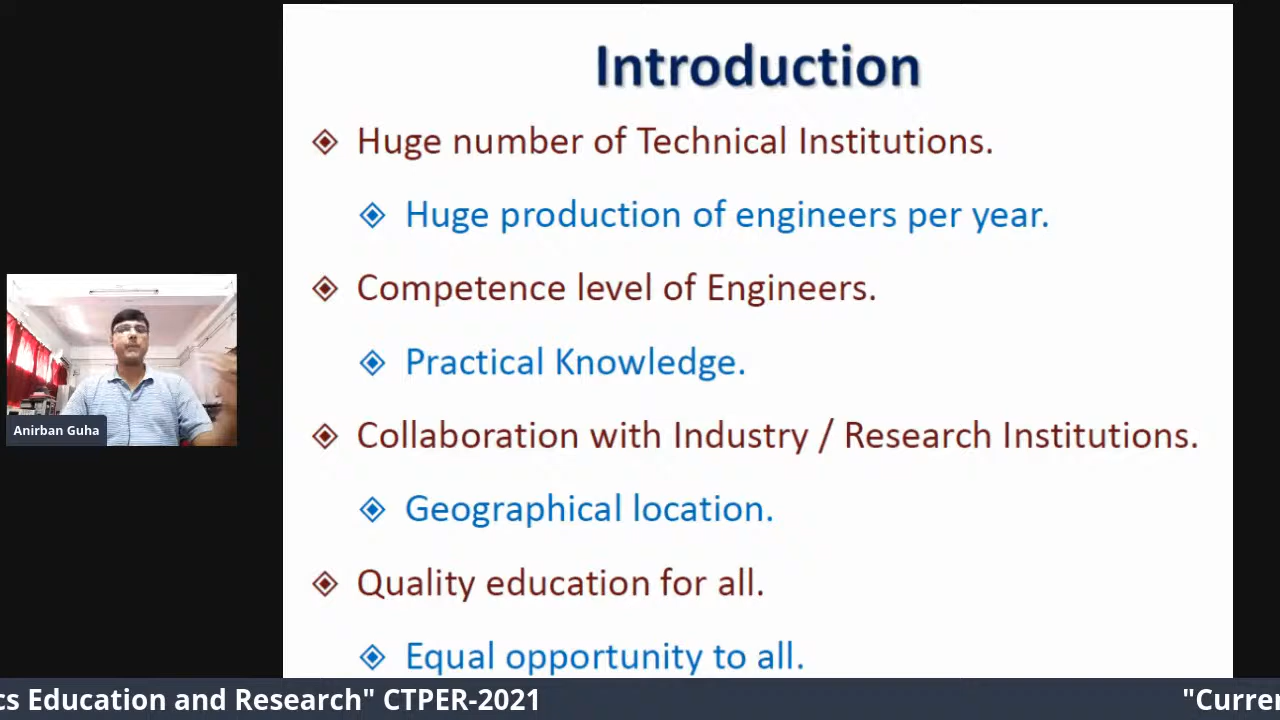 Introduction
Huge number of Technical Institutions.
Huge production of engineers per year.
Competence level of Engineers.
Practical Knowledge.
Collaboration with Industry / Research Institutions.
Geographical location.
Quality education for all.
Equal opportunity to all.
Anirban Guha
cs Education and Research" CTPER-2021
"Curre